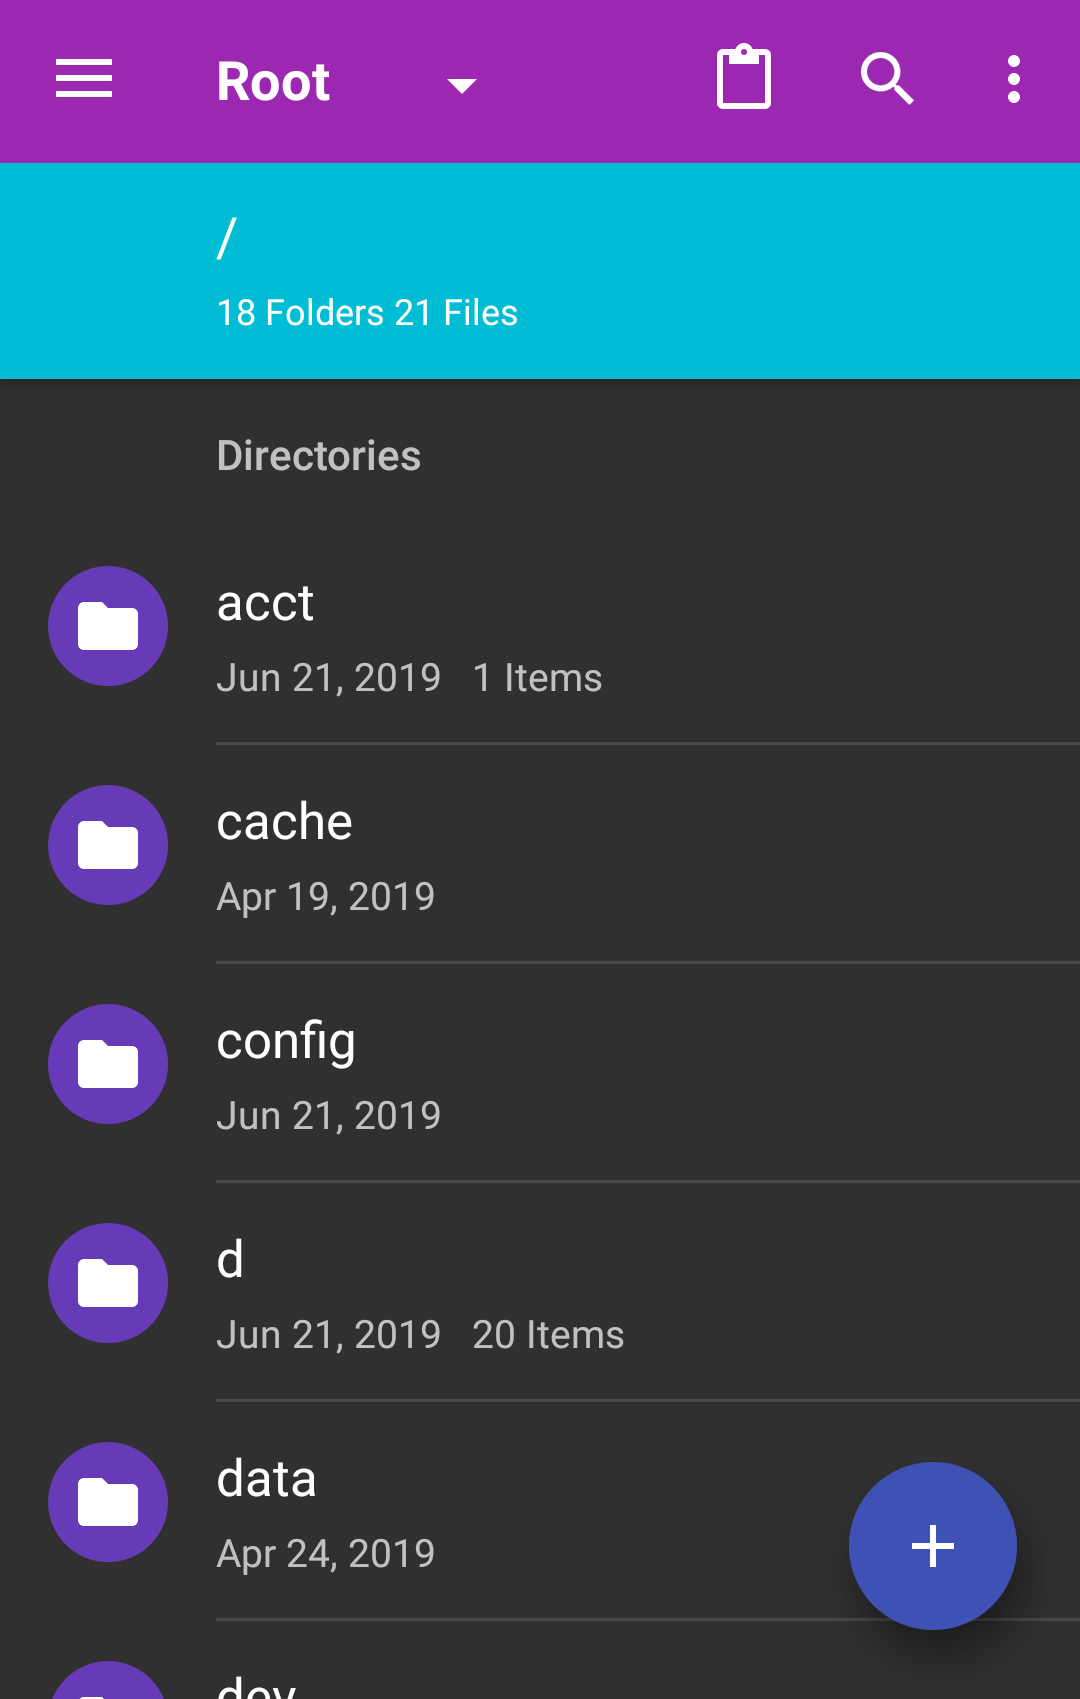 Root
/
18 Folders 21 Files
Directories
acct
Jun 21, 2019 1 Items
cache
Apr 19, 2019
config
Jun 21, 2019
d
Jun 21, 2019 20 Items
data
Apr 24, 2019
dev